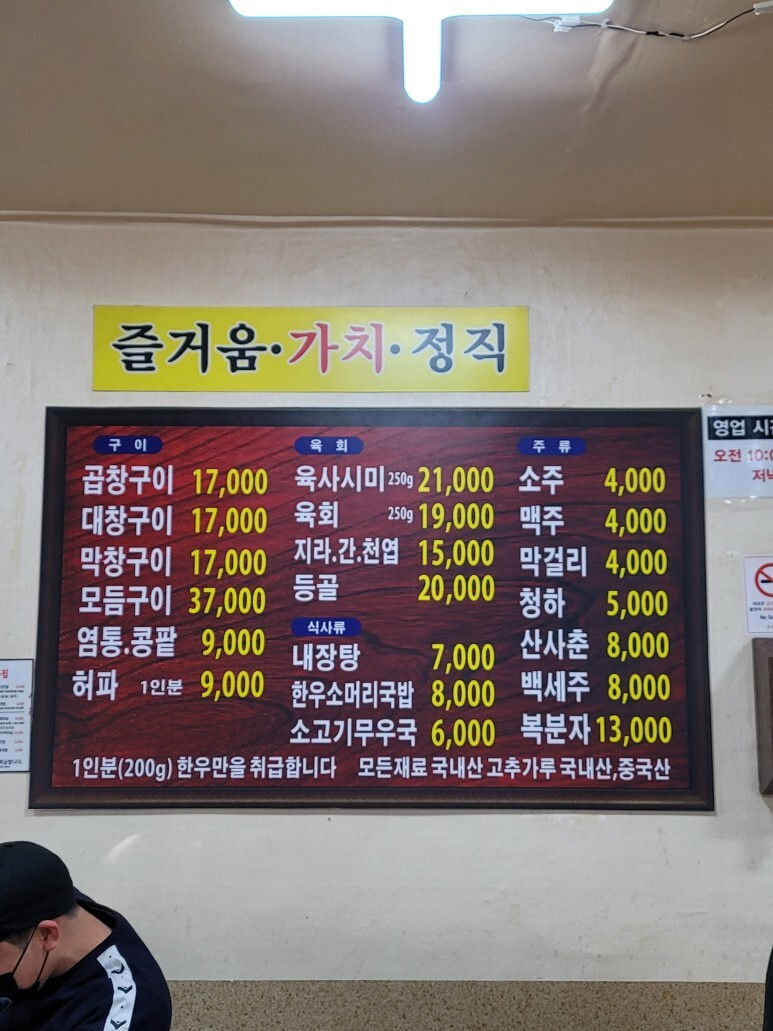 즐거움·가치·정직
구 이
곱창구이 17,000
대창구이 17,000
막창구이 17,000
모듬구이 37,000
염통.콩팥 9,000
허파 1인분 9,000
육 회
육사시미 250g 21,000
육회 250g 19,000
지라.간.천엽 15,000
등골 20,000
식사류
내장탕 7,000
한우소머리국밥 8,000
소고기무우국 6,000
주 류
소주 4,000
맥주 4,000
막걸리 4,000
청하 5,000
산사춘 8,000
백세주 8,000
복분자 13,000
1인분(200g) 한우만을 취급합니다 모든재료 국내산 고추가루 국내산,중국산
영업
오전